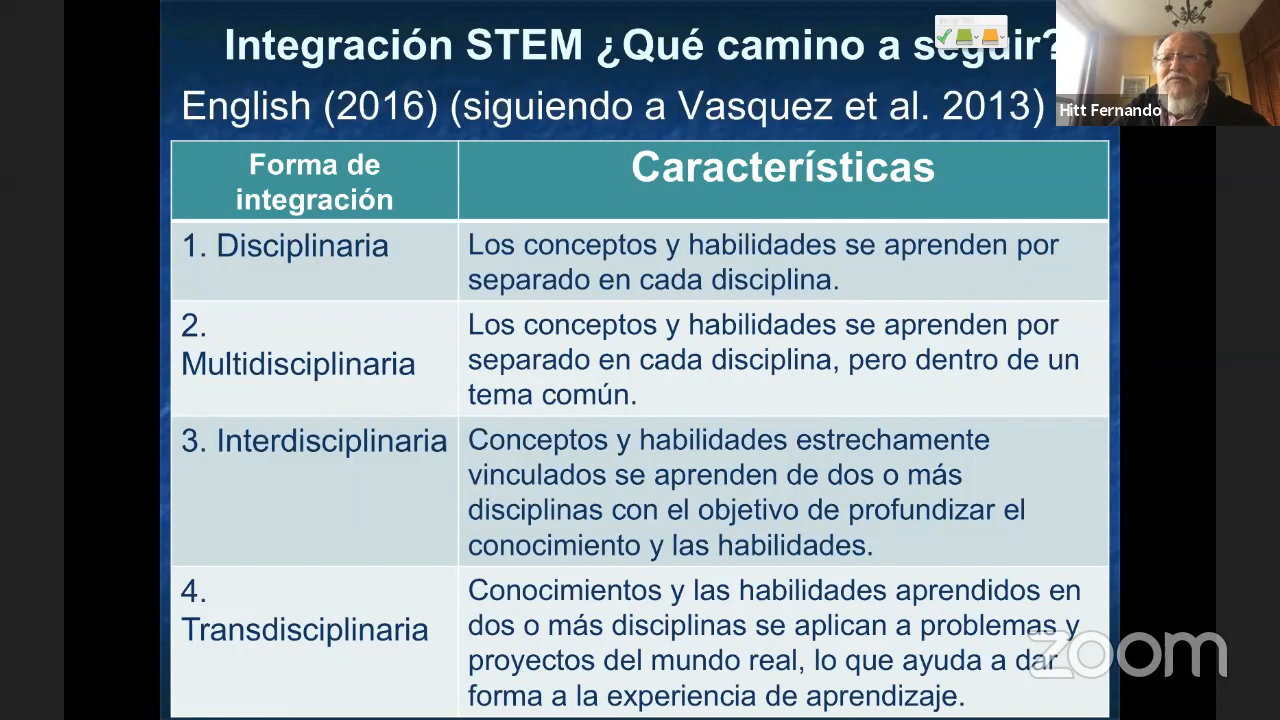 Integración STEM ¿Qué camino a seguir?
English (2016) (siguiendo a Vasquez et al. 2013)
Hitt Fernando
Forma de
integración
Características
1. Disciplinaria
Los conceptos y habilidades se aprenden por
separado en cada disciplina.
2.
Multidisciplinaria
Los conceptos y habilidades se aprenden por
separado en cada disciplina, pero dentro de un
tema común.
3. Interdisciplinaria
Conceptos y habilidades estrechamente
vinculados se aprenden de dos o más
disciplinas con el objetivo de profundizar el
conocimiento y las habilidades.
4.
Transdisciplinaria
Conocimientos y las habilidades aprendidos en
dos o más disciplinas se aplican a problemas y
proyectos del mundo real, lo que ayuda a dar
forma a la experiencia de aprendizaje.
zoom